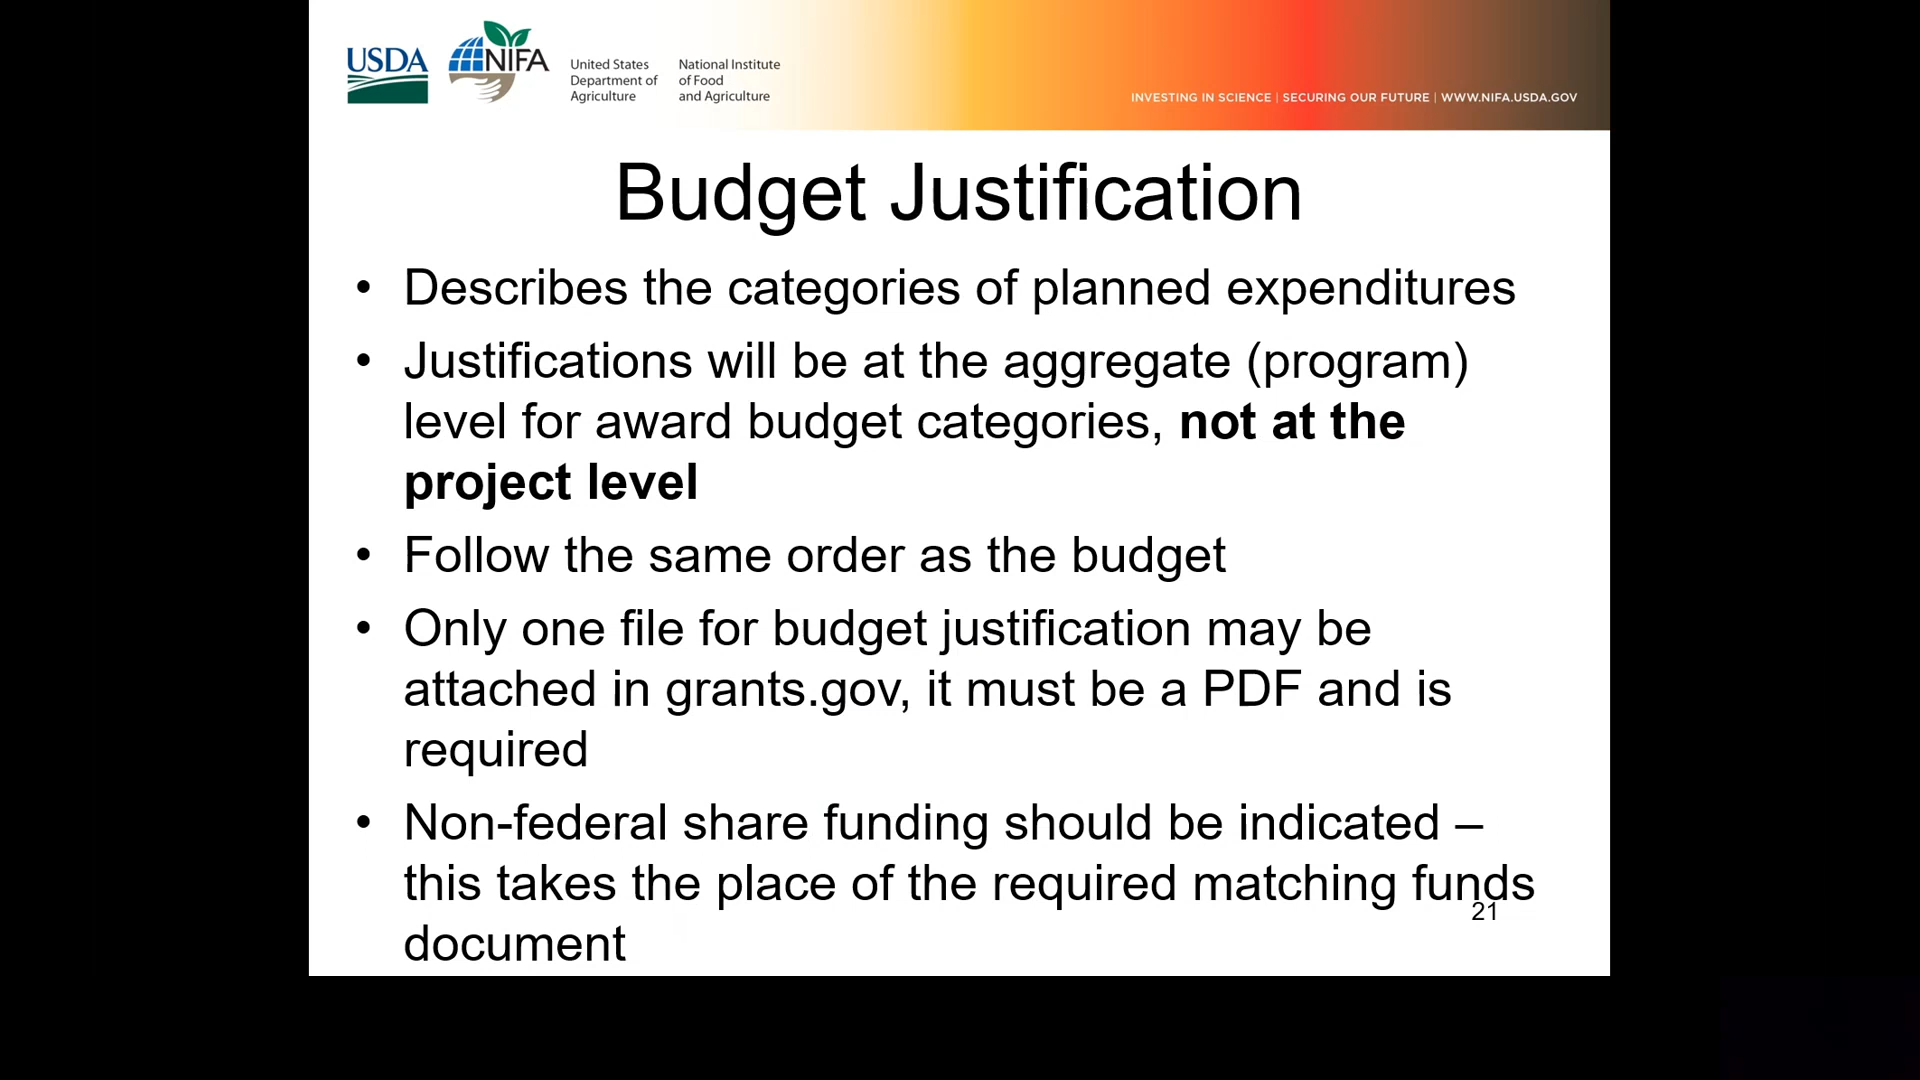 USDA
NIFA
United States
Department of
Agriculture
National Institute
of Food
and Agriculture
INVESTING IN SCIENCE | SECURING OUR FUTURE | WWW.NIFA.USDA.GOV
Budget Justification
• Describes the categories of planned expenditures
• Justifications will be at the aggregate (program)
level for award budget categories, not at the
project level
• Follow the same order as the budget
• Only one file for budget justification may be
attached in grants.gov, it must be a PDF and is
required
• Non-federal share funding should be indicated –
this takes the place of the required matching funds
document
21